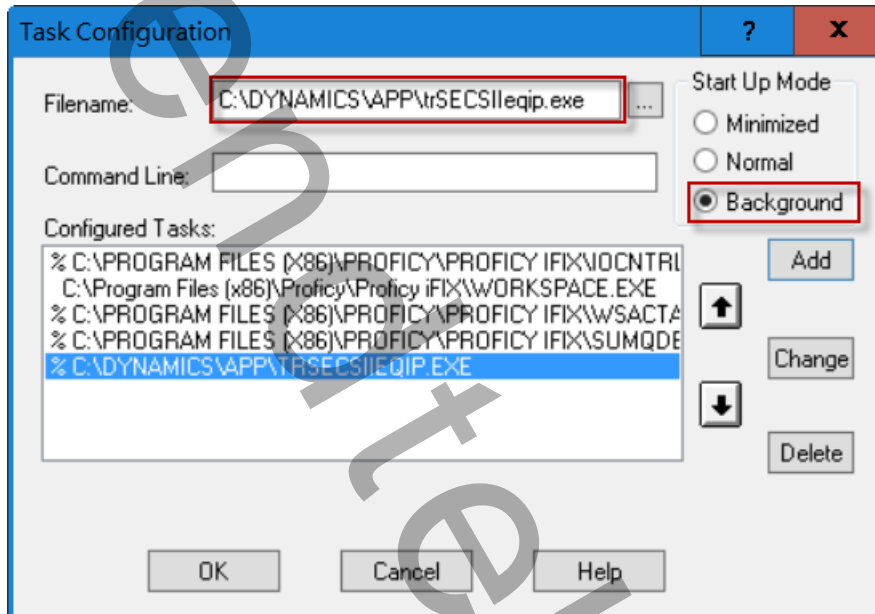 Task Configuration ? x
Filename: C:\DYNAMICS\APP\trSECSIIeqip.exe ...
Start Up Mode
Minimized
Normal
Background
Command Line:
Configured Tasks:
% C:\PROGRAM FILES (X86)\PROFICY\PROFICY IFIX\IOCNTRL
C:\Program Files (x86)\Proficy\Proficy iFIX\WORKSPACE.EXE
% C:\PROGRAM FILES (X86)\PROFICY\PROFICY IFIX\WSACTA
% C:\PROGRAM FILES (X86)\PROFICY\PROFICY IFIX\SUMQDE
% C:\DYNAMICS\APP\TRSECSIIEQIP.EXE
Add
Change
Delete
OK Cancel Help